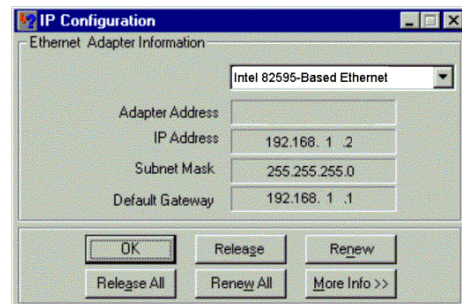 IP Configuration
Ethernet Adapter Information
Intel 82595-Based Ethernet
Adapter Address
IP Address 192.168. 1 .2
Subnet Mask 255.255.255.0
Default Gateway 192.168. 1 .1
OK Release Renew
Release All Renew All More Info >>